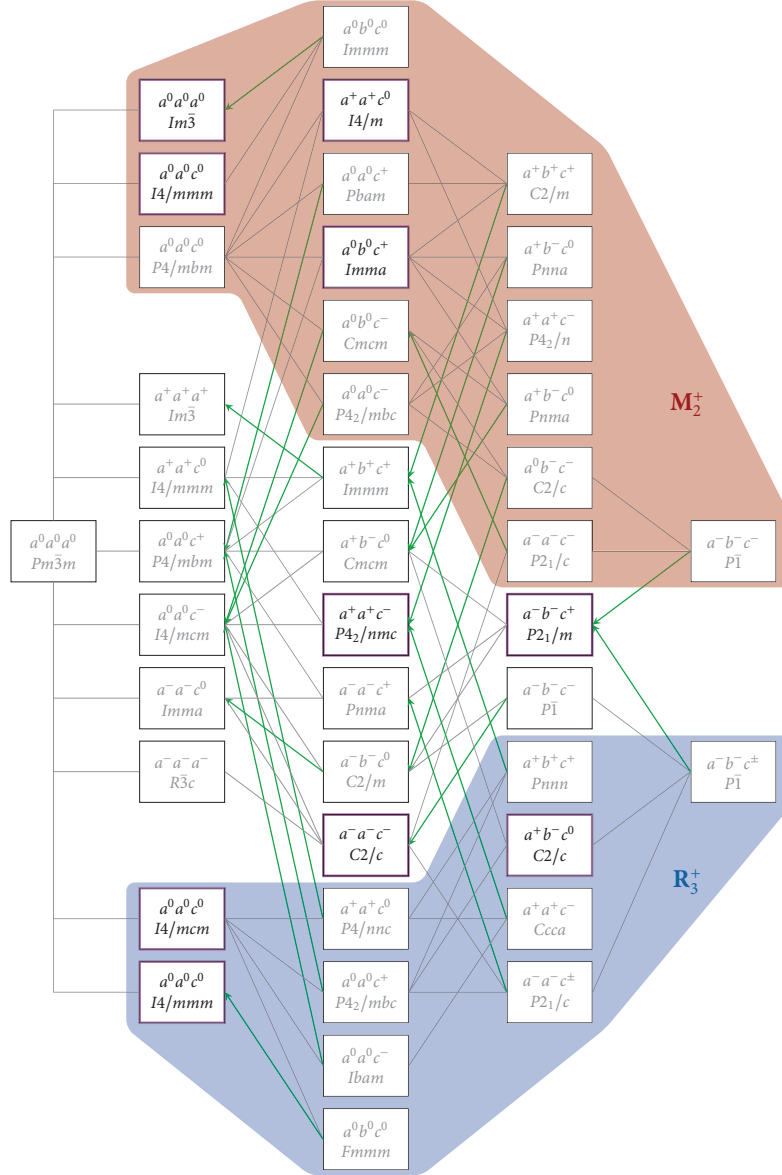 a⁰b⁰c⁰
Immm
a⁰a⁰a⁰
Im3̄
a⁺a⁺c⁰
I4/m
a⁰a⁰c⁰
I4/mmm
a⁰a⁰c⁺
Pbam
a⁺b⁺c⁺
C2/m
a⁰a⁰c⁰
P4/mbm
a⁰b⁰c⁺
Imma
a⁺b⁻c⁰
Pnna
a⁰b⁰c⁻
Cmcm
a⁺a⁺c⁻
P4₂/n
a⁺a⁺a⁺
Im3̄
a⁰a⁰c⁻
P4₂/mbc
a⁺b⁻c⁰
Pnma
M₂⁺
a⁺a⁺c⁰
I4/mmm
a⁺b⁺c⁺
Immm
a⁰b⁻c⁻
C2/c
a⁰a⁰a⁰
Pm3̄m
a⁰a⁰c⁺
P4/mbm
a⁺b⁻c⁰
Cmcm
a⁻a⁻c⁻
P2₁/c
a⁻b⁻c⁻
P1̄
a⁰a⁰c⁻
I4/mcm
a⁺a⁺c⁻
P4₂/nmc
a⁻b⁻c⁺
P2₁/m
a⁻a⁻c⁰
Imma
a⁻a⁻c⁺
Pnma
a⁻b⁻c⁻
P1̄
a⁻a⁻a⁻
R3̄c
a⁻b⁻c⁰
C2/m
a⁺b⁺c⁺
Pnnn
a⁻b⁻c±
P1̄
a⁻a⁻c⁻
C2/c
a⁺b⁻c⁰
C2/c
R₃⁺
a⁰a⁰c⁰
I4/mcm
a⁺a⁺c⁰
P4/nnc
a⁺a⁺c⁻
Ccca
a⁰a⁰c⁰
I4/mmm
a⁰a⁰c⁺
P4₂/mbc
a⁻a⁻c±
P2₁/c
a⁰a⁰c⁻
Ibam
a⁰b⁰c⁰
Fmmm